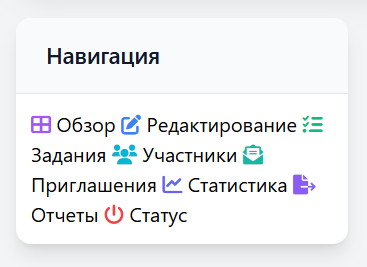 Навигация
Обзор Редактирование
Задания Участники
Приглашения Статистика
Отчеты Статус